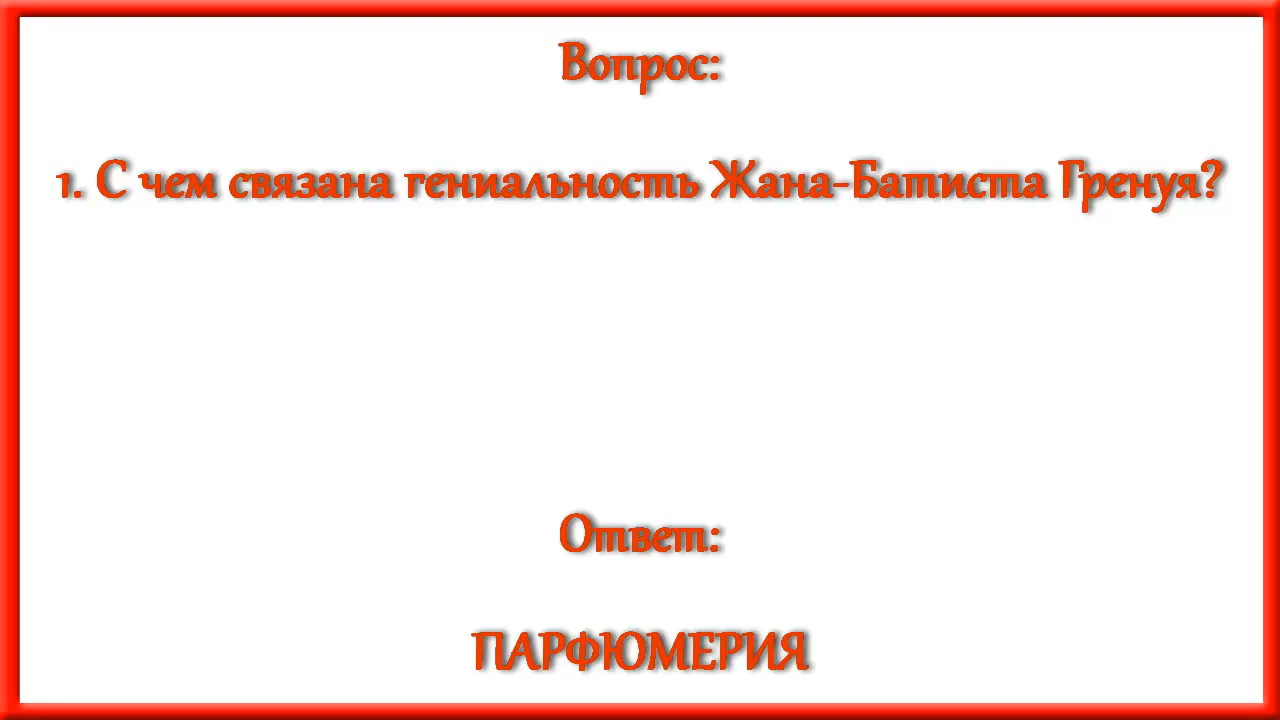 Вопрос:
1. С чем связана гениальность Жана-Батиста Гренуя?
Ответ:
ПАРФЮМЕРИЯ